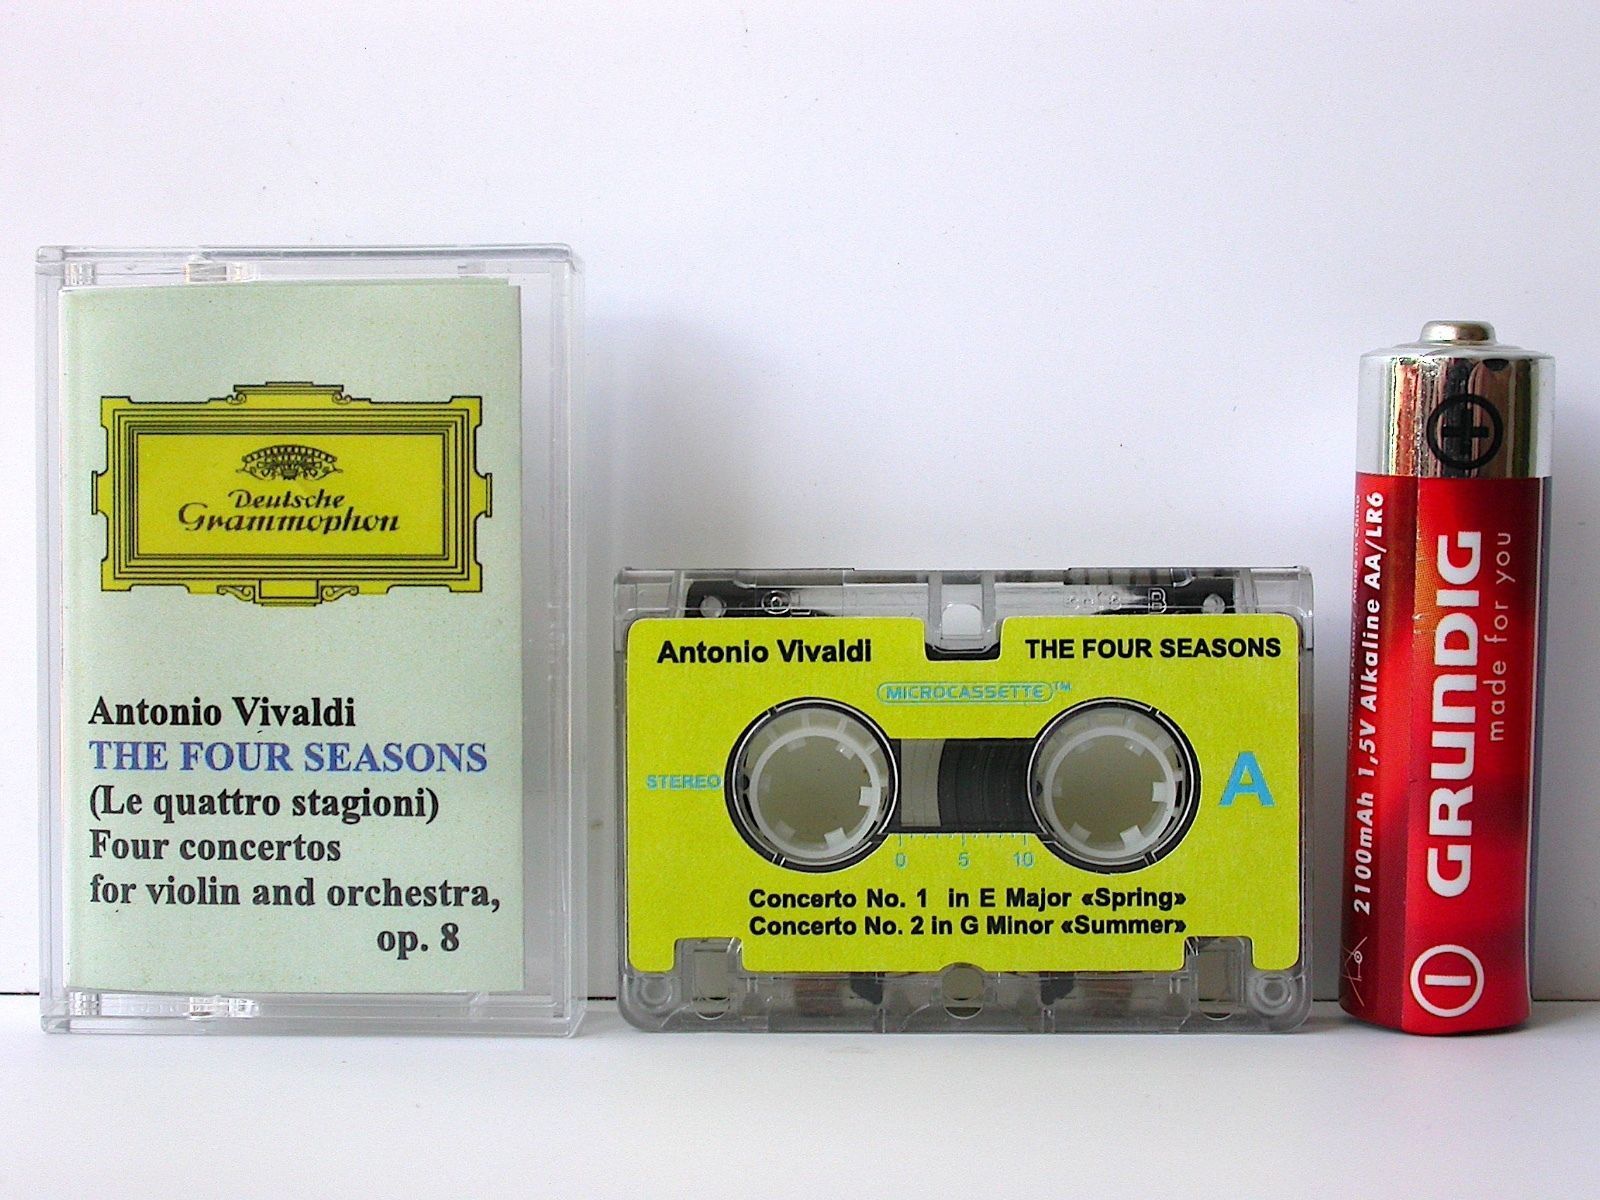 Deutsche
Grammophon
Antonio Vivaldi
THE FOUR SEASONS
(Le quattro stagioni)
Four concertos
for violin and orchestra,
op. 8
B
Antonio Vivaldi
THE FOUR SEASONS
MICROCASSETTE™
STEREO
A
0 5 10
Concerto No. 1 in E Major «Spring»
Concerto No. 2 in G Minor «Summer»
+
2100mAh 1,5V Alkaline AA/LR6
GRUNDIG
made for you